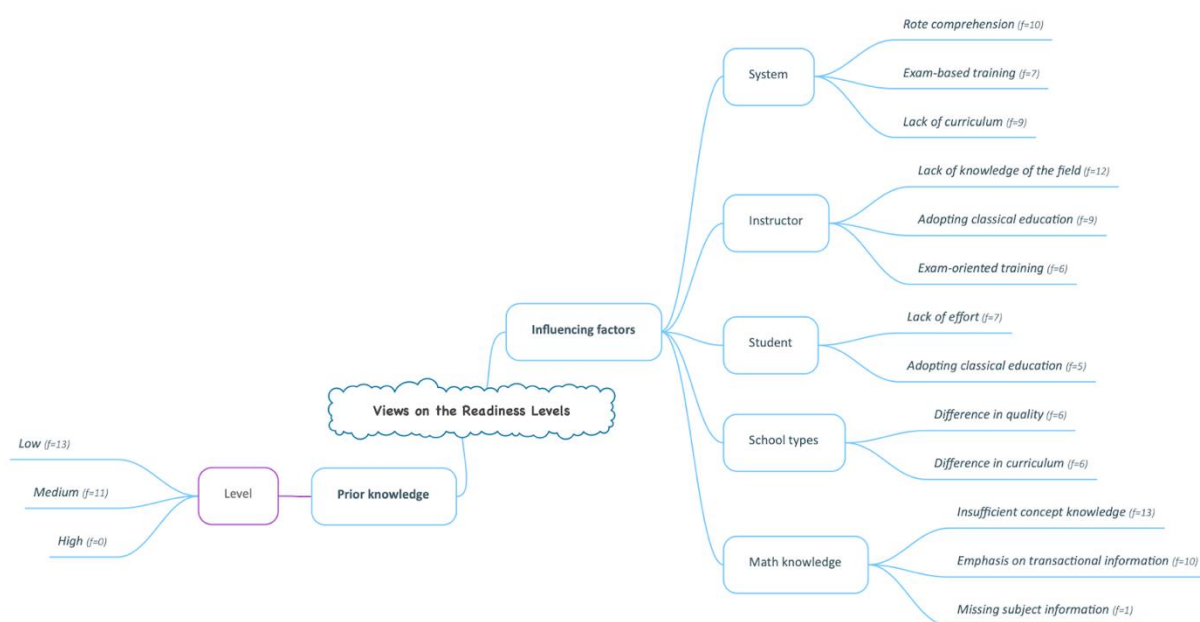 Rote comprehension (f=10)
System
Exam-based training (f=7)
Lack of curriculum (f=9)
Lack of knowledge of the field (f=12)
Instructor
Adopting classical education (f=9)
Exam-oriented training (f=6)
Influencing factors
Lack of effort (f=7)
Student
Adopting classical education (f=5)
Views on the Readiness Levels
Difference in quality (f=6)
School types
Difference in curriculum (f=6)
Low (f=13)
Medium (f=11)
High (f=0)
Level
Prior knowledge
Insufficient concept knowledge (f=13)
Math knowledge
Emphasis on transactional information (f=10)
Missing subject information (f=1)